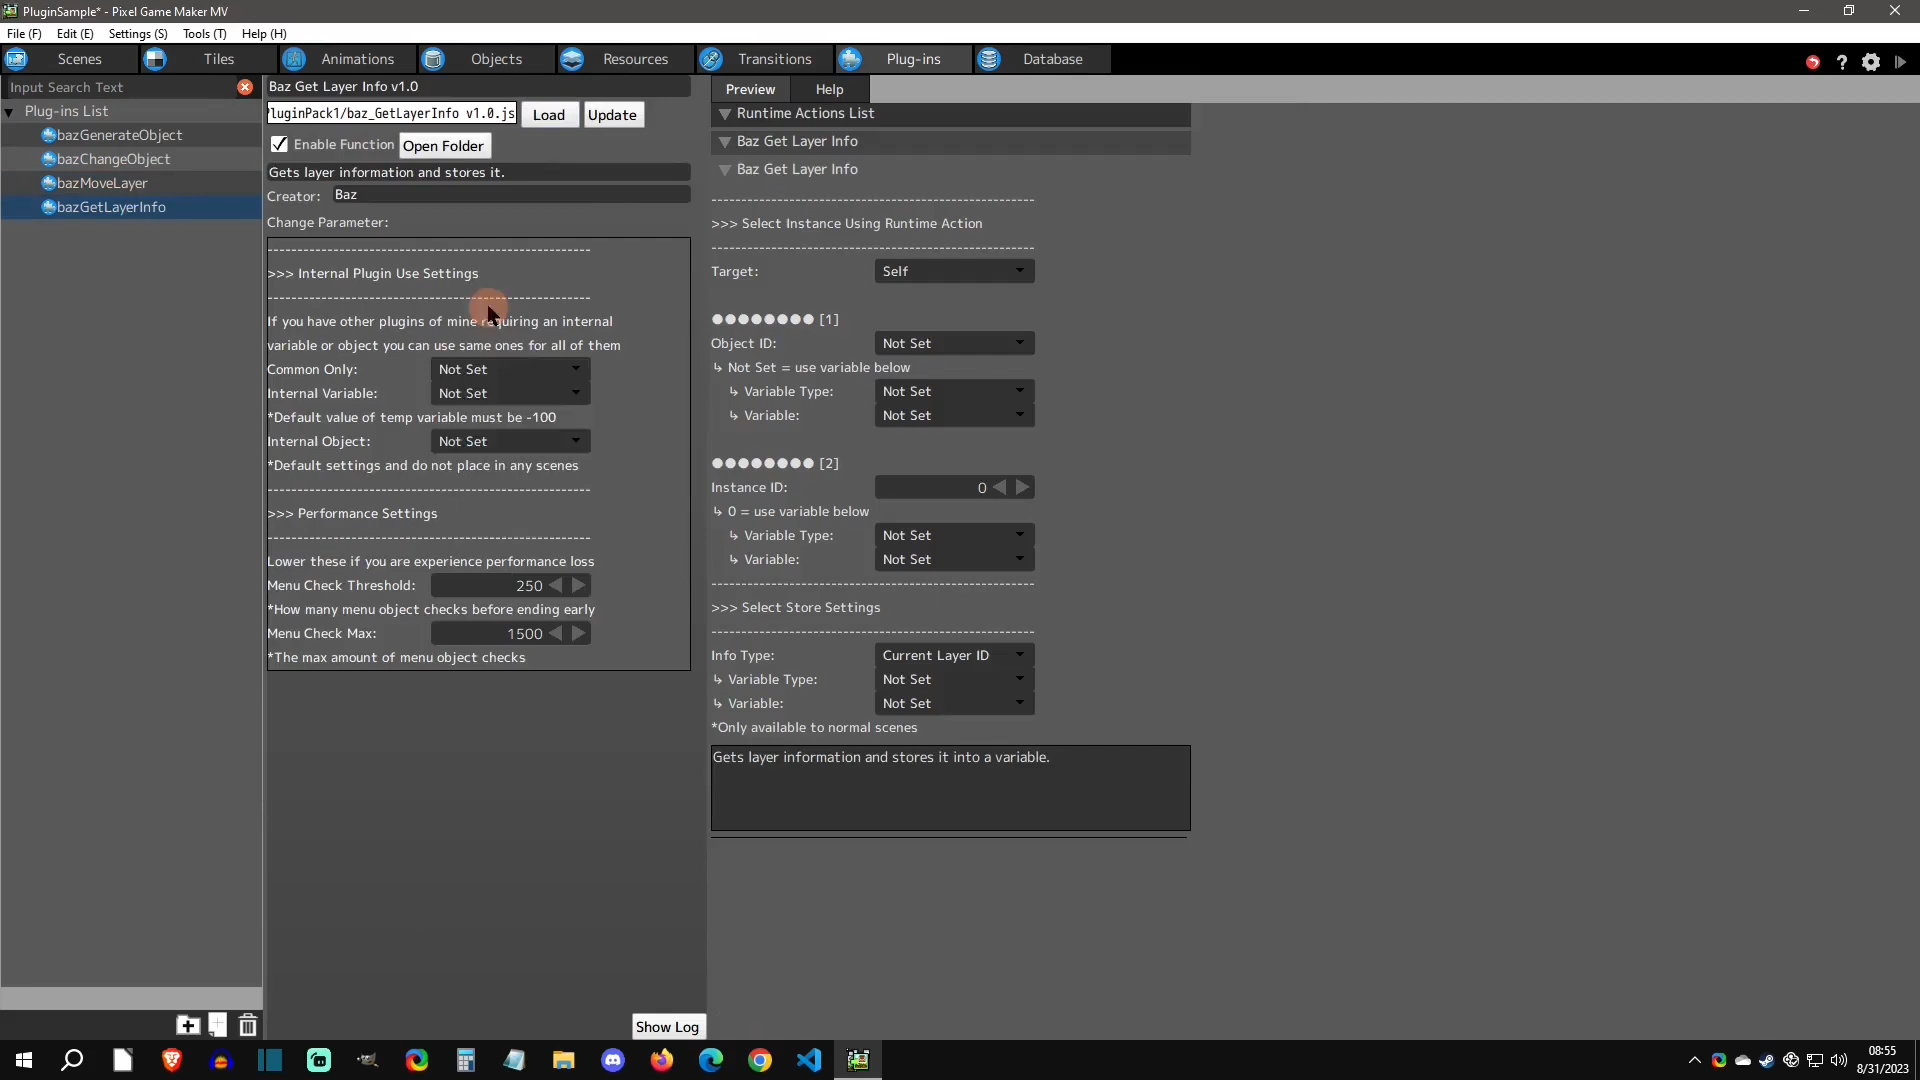 PluginSample* - Pixel Game Maker MV
File (F) Edit (E) Settings (S) Tools (T) Help (H)
Scenes Tiles Animations Objects Resources Transitions Plug-ins Database
Input Search Text
Plug-ins List
bazGenerateObject
bazChangeObject
bazMoveLayer
bazGetLayerInfo
Baz Get Layer Info v1.0
PluginPack1/baz_GetLayerInfo v1.0.js Load Update
Enable Function Open Folder
Gets layer information and stores it.
Creator: Baz
Change Parameter:
------------------------------------------------------
>>> Internal Plugin Use Settings
------------------------------------------------------
If you have other plugins of mine requiring an internal
variable or object you can use same ones for all of them
Common Only: Not Set
Internal Variable: Not Set
*Default value of temp variable must be -100
Internal Object: Not Set
*Default settings and do not place in any scenes
------------------------------------------------------
>>> Performance Settings
------------------------------------------------------
Lower these if you are experience performance loss
Menu Check Threshold: 250
*How many menu object checks before ending early
Menu Check Max: 1500
*The max amount of menu object checks
Show Log
Preview Help
Runtime Actions List
Baz Get Layer Info
Baz Get Layer Info
------------------------------------------------------
>>> Select Instance Using Runtime Action
------------------------------------------------------
Target: Self
●●●●●●●● [1]
Object ID: Not Set
↳ Not Set = use variable below
↳ Variable Type: Not Set
↳ Variable: Not Set
●●●●●●●● [2]
Instance ID: 0
↳ 0 = use variable below
↳ Variable Type: Not Set
↳ Variable: Not Set
------------------------------------------------------
>>> Select Store Settings
------------------------------------------------------
Info Type: Current Layer ID
↳ Variable Type: Not Set
↳ Variable: Not Set
*Only available to normal scenes
Gets layer information and stores it into a variable.
08:55
8/31/2023